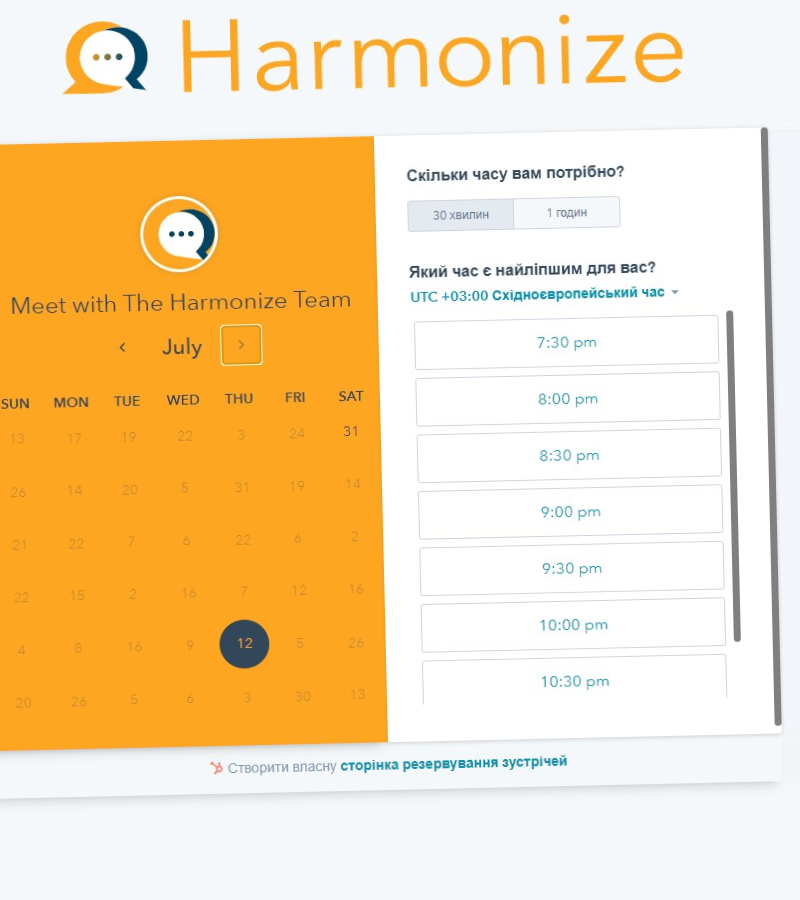 Harmonize
Meet with The Harmonize Team
July
SUN MON TUE WED THU FRI SAT
13 17 19 22 3 24 31
26 14 20 5 31 19 14
21 22 7 6 22 6 2
22 15 2 16 7 12 16
4 8 16 9 12 5 26
20 26 5 6 3 30 13
Скільки часу вам потрібно?
30 хвилин 1 годин
Який час є найліпшим для вас?
UTC +03:00 Східноєвропейський час
7:30 pm
8:00 pm
8:30 pm
9:00 pm
9:30 pm
10:00 pm
10:30 pm
Створити власну сторінка резервування зустрічей